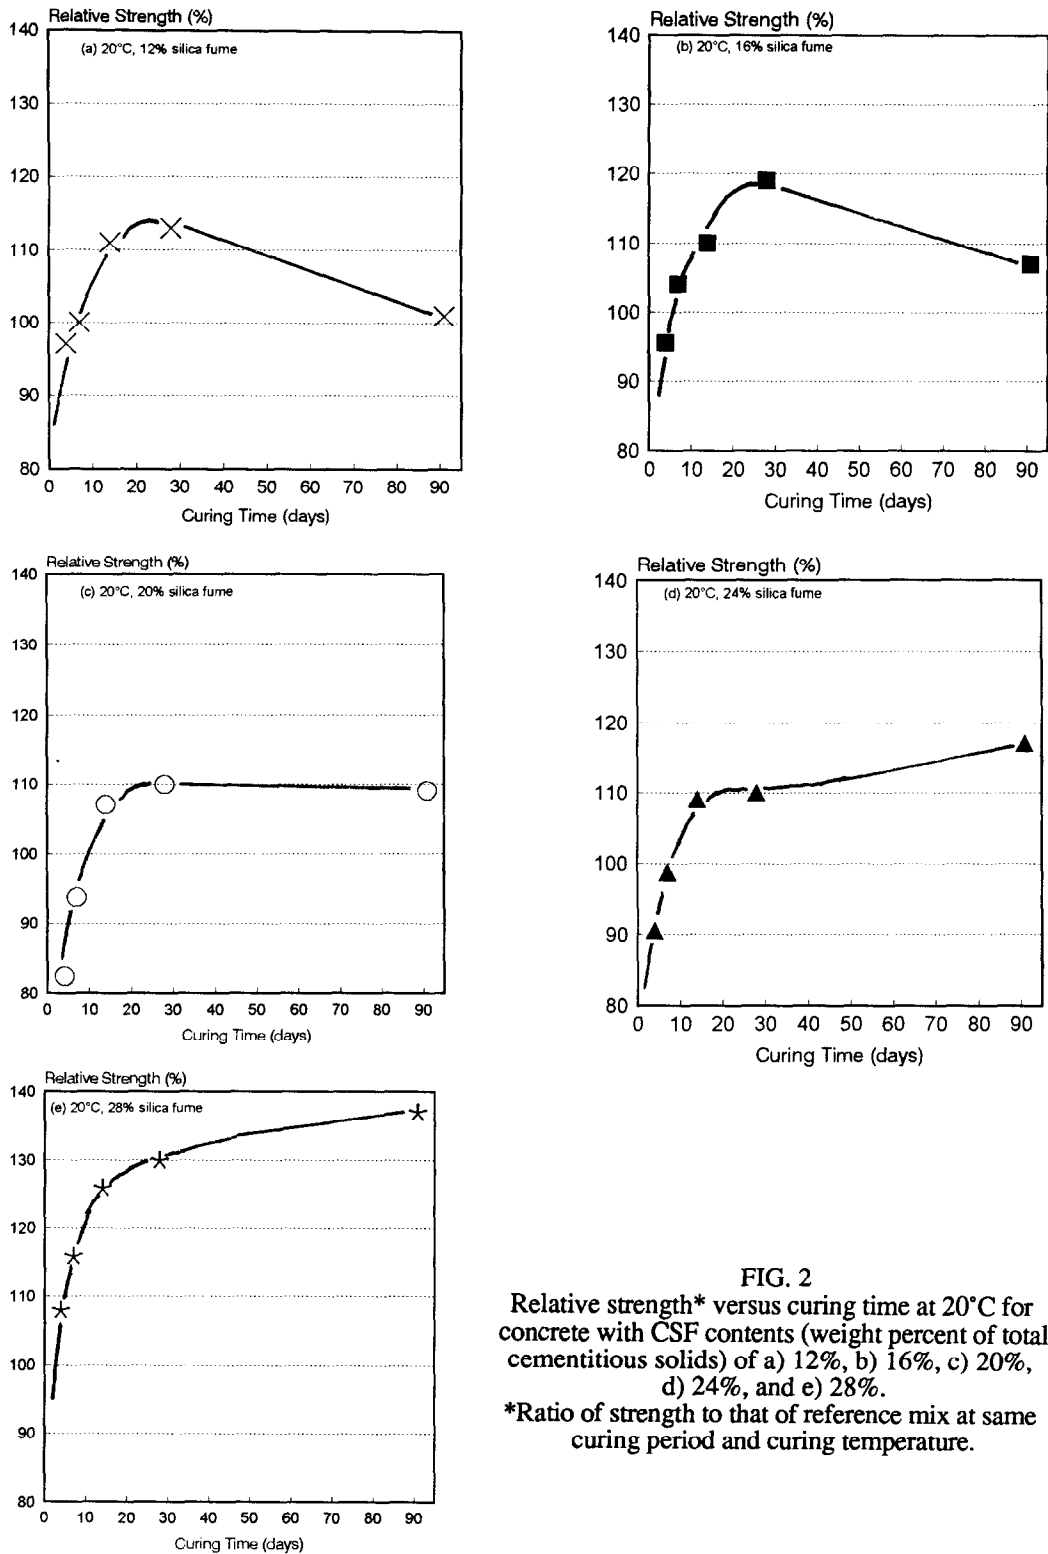 Relative Strength (%)
(a) 20°C, 12% silica fume
140
130
120
110
100
90
80
0 10 20 30 40 50 60 70 80 90
Curing Time (days)
Relative Strength (%)
(b) 20°C, 16% silica fume
140
130
120
110
100
90
80
0 10 20 30 40 50 60 70 80 90
Curing Time (days)
Relative Strength (%)
(c) 20°C, 20% silica fume
140
130
120
110
100
90
80
0 10 20 30 40 50 60 70 80 90
Curing Time (days)
Relative Strength (%)
(d) 20°C, 24% silica fume
140
130
120
110
100
90
80
0 10 20 30 40 50 60 70 80 90
Curing Time (days)
Relative Strength (%)
(e) 20°C, 28% silica fume
140
130
120
110
100
90
80
0 10 20 30 40 50 60 70 80 90
Curing Time (days)
FIG. 2
Relative strength* versus curing time at 20°C for
concrete with CSF contents (weight percent of total
cementitious solids) of a) 12%, b) 16%, c) 20%,
d) 24%, and e) 28%.
*Ratio of strength to that of reference mix at same
curing period and curing temperature.